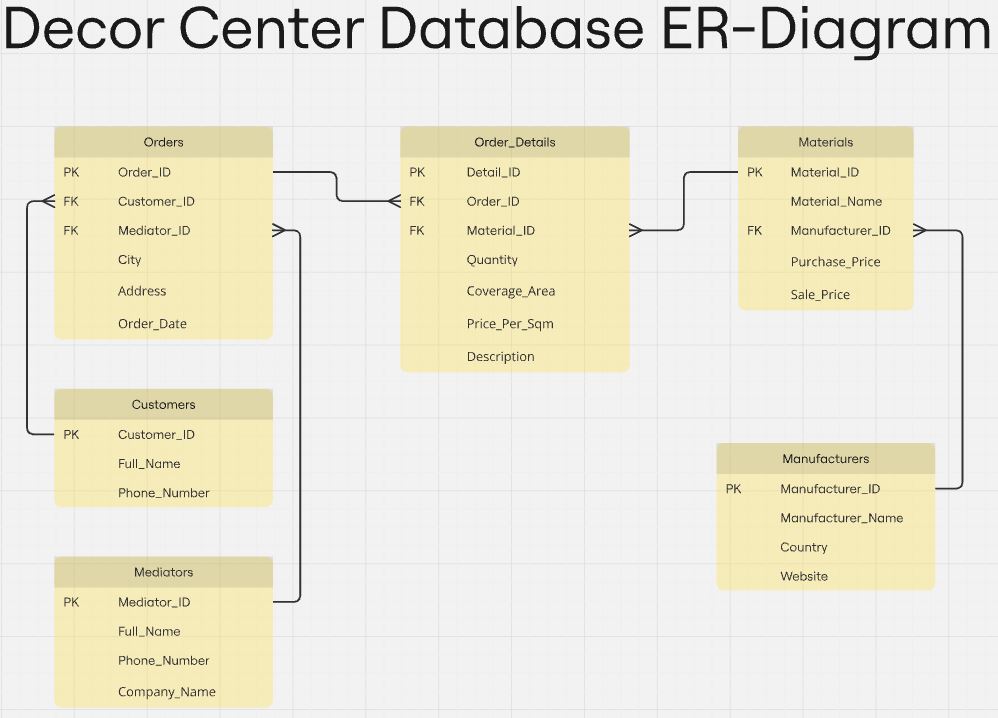 Decor Center Database ER-Diagram
Orders
PK Order_ID
FK Customer_ID
FK Mediator_ID
City
Address
Order_Date
Order_Details
PK Detail_ID
FK Order_ID
FK Material_ID
Quantity
Coverage_Area
Price_Per_Sqm
Description
Materials
PK Material_ID
Material_Name
FK Manufacturer_ID
Purchase_Price
Sale_Price
Customers
PK Customer_ID
Full_Name
Phone_Number
Manufacturers
PK Manufacturer_ID
Manufacturer_Name
Country
Website
Mediators
PK Mediator_ID
Full_Name
Phone_Number
Company_Name